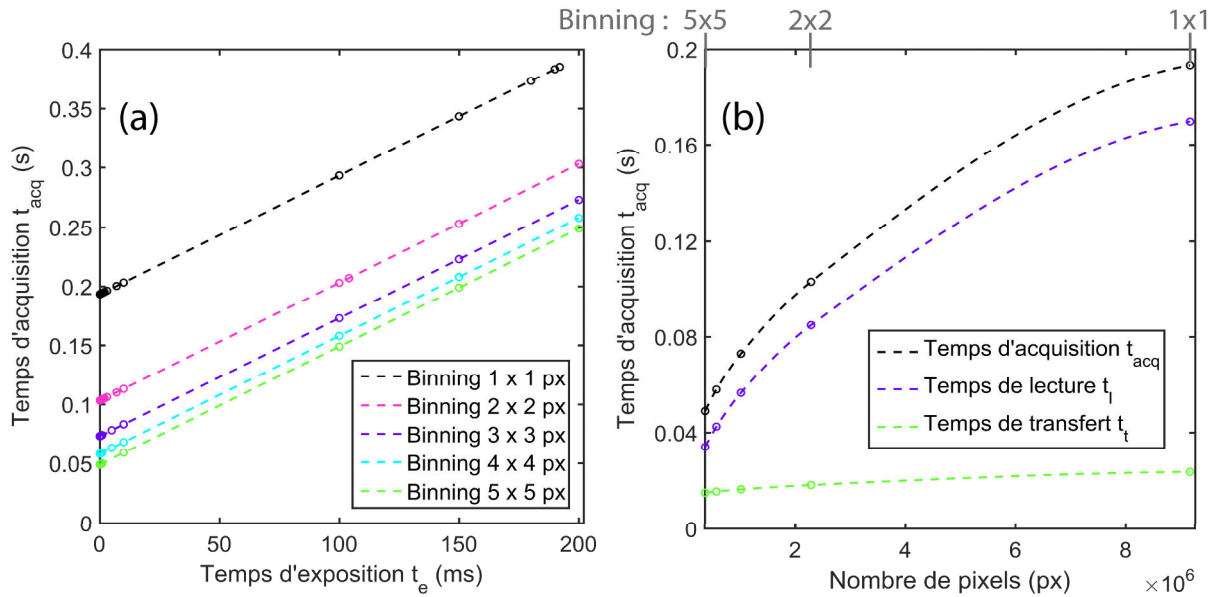 Binning : 5x5 2x2 1x1
(a)
0.4
0.35
0.3
0.25
0.2
0.15
0.1
0.05
0
Temps d'acquisition t_acq (s)
0 50 100 150 200
Temps d'exposition t_e (ms)
Binning 1 x 1 px
Binning 2 x 2 px
Binning 3 x 3 px
Binning 4 x 4 px
Binning 5 x 5 px
(b)
0.2
0.16
0.12
0.08
0.04
0
Temps d'acquisition t_acq (s)
2 4 6 8
Nombre de pixels (px) ×10^6
Temps d'acquisition t_acq
Temps de lecture t_l
Temps de transfert t_t